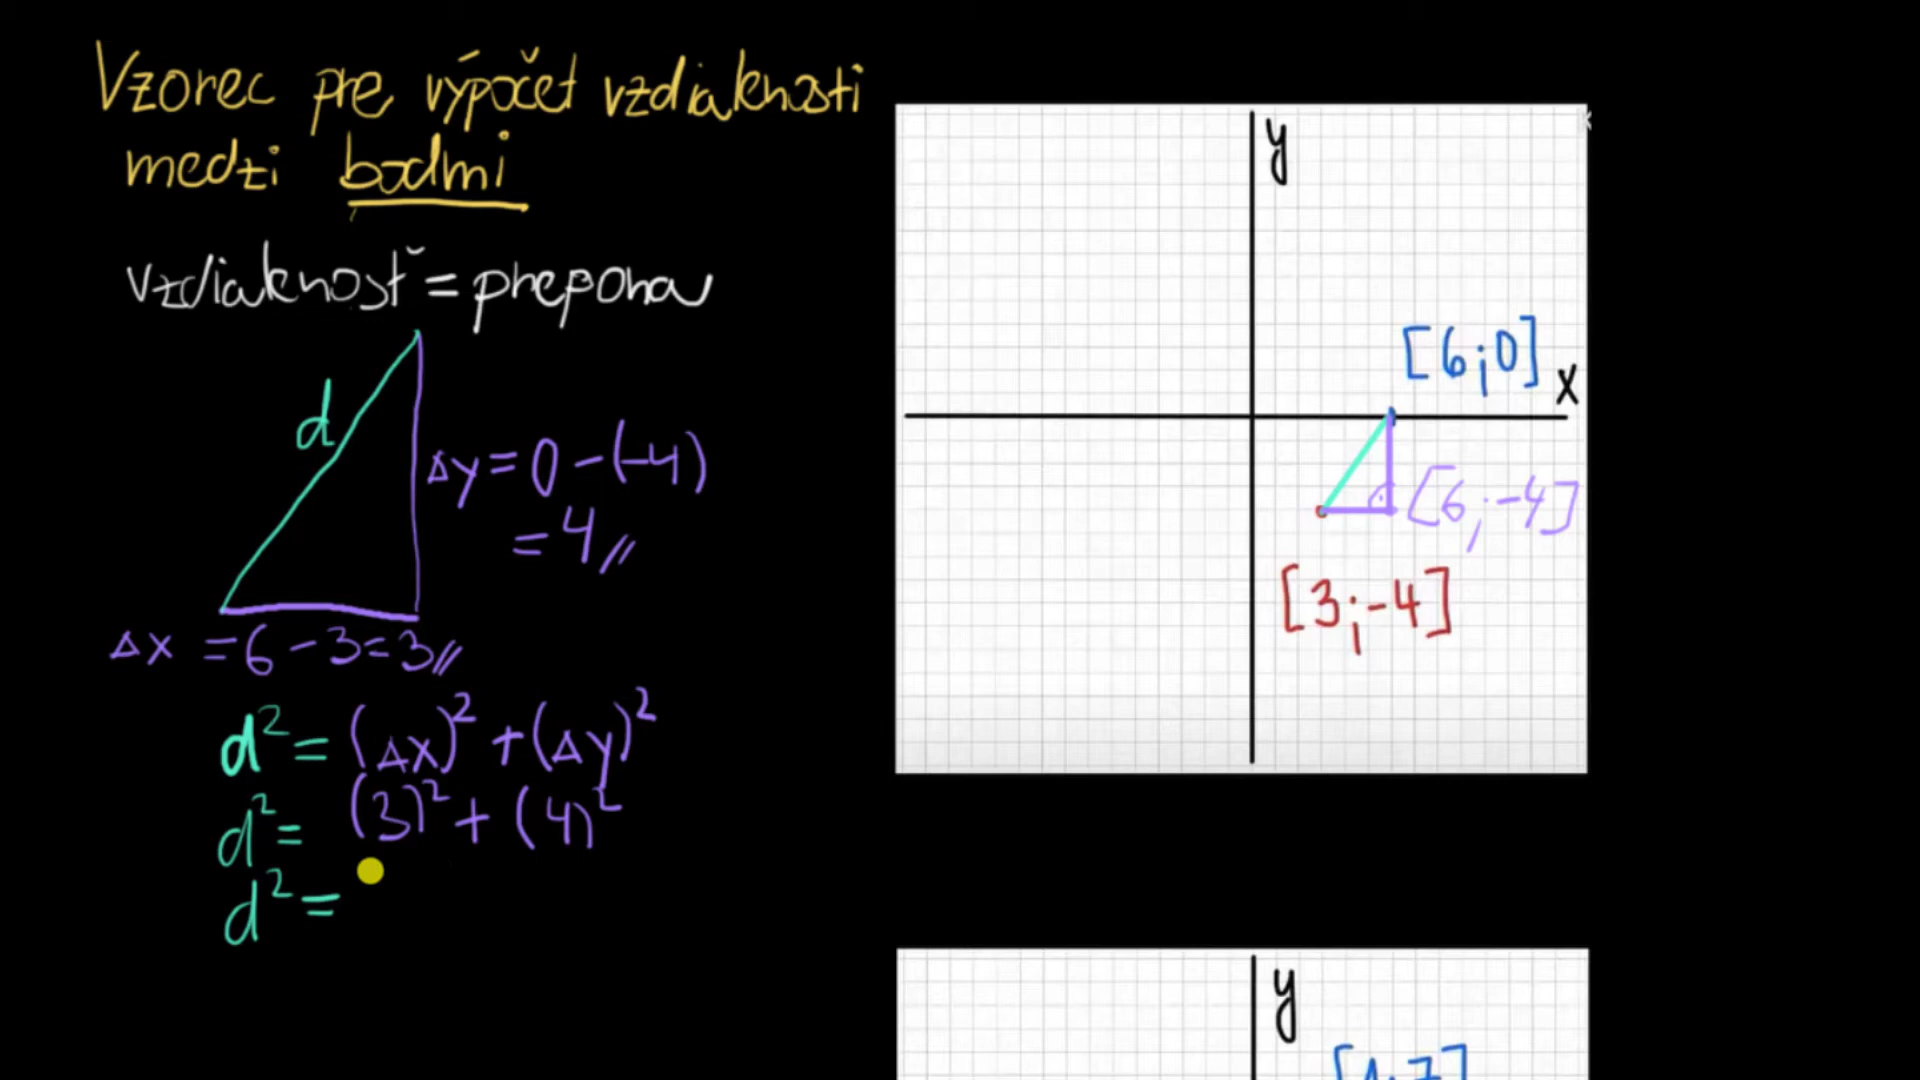 Vzorec pre výpočet vzdialenosti
medzi bodmi
vzdialenosť = prepona
d
Δy = 0 - (-4)
= 4
Δx = 6 - 3 = 3
d² = (Δx)² + (Δy)²
d² = (3)² + (4)²
d² =
y
[6;0]
x
[6;-4]
[3;-4]
y